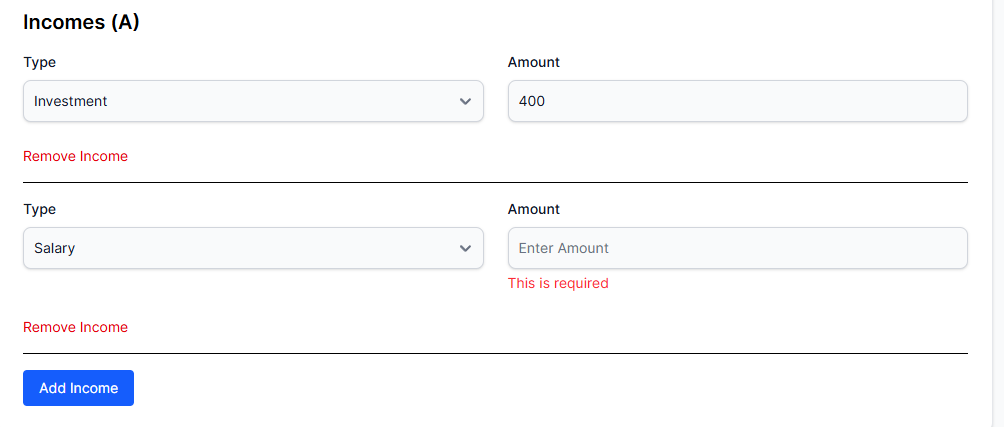 Incomes (A)
Type Amount
Investment 400
Remove Income
Type Amount
Salary Enter Amount
This is required
Remove Income
Add Income